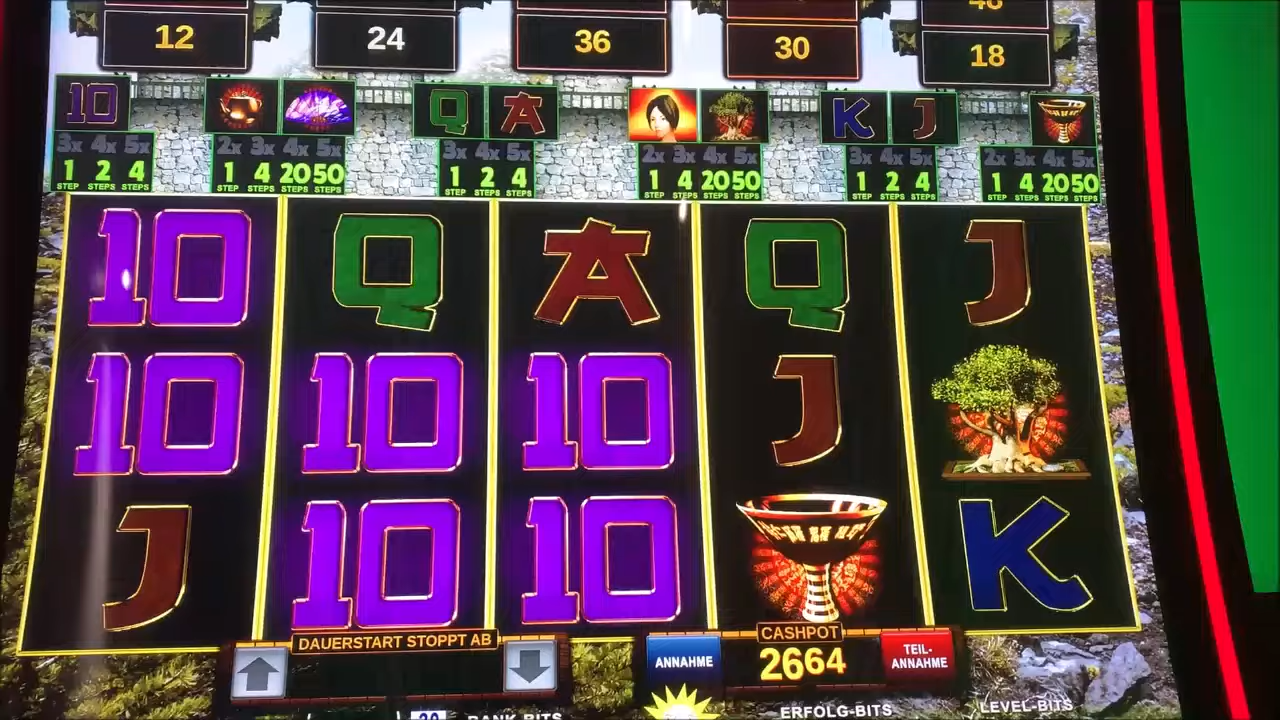 48
12
24
36
30
18
10
Q
A
K
J
3x 4x 5x
1 2 4
STEP STEPS STEPS
2x 3x 4x 5x
1 4 20 50
STEP STEPS STEPS STEPS
3x 4x 5x
1 2 4
STEP STEPS STEPS
2x 3x 4x 5x
1 4 20 50
STEP STEPS STEPS STEPS
3x 4x 5x
1 2 4
STEP STEPS STEPS
2x 3x 4x 5x
1 4 20 50
STEP STEPS STEPS STEPS
10 Q A Q J
10 10 10 J
J 10 10 K
DAUERSTART STOPPT AB
ANNAHME
CASHPOT
2664
TEIL-
ANNAHME
20
BANK-BITS
ERFOLG-BITS
LEVEL-BITS